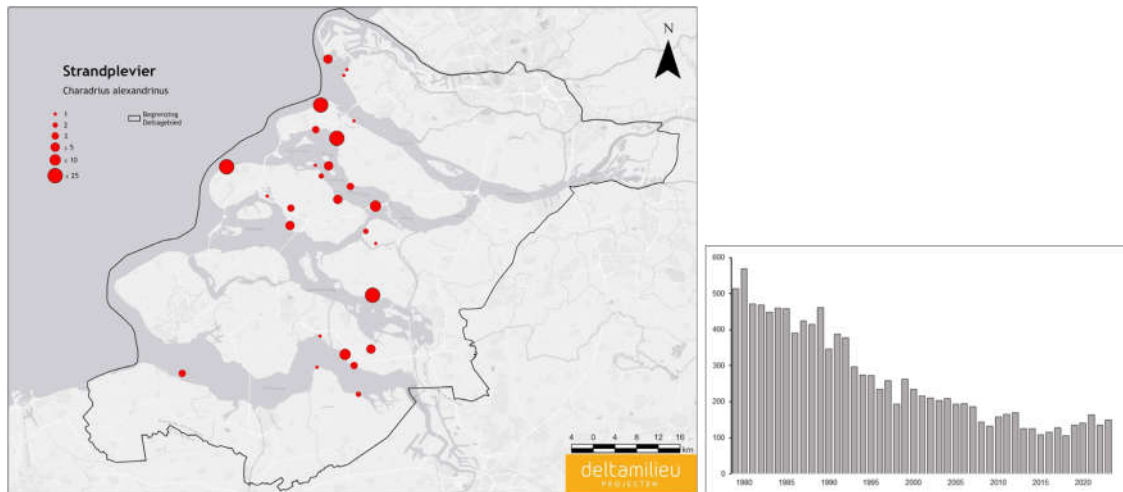 N
Strandplevier
Charadrius alexandrinus
1
2
3
≤ 5
≤ 10
≤ 25
Begrenzing
Deltagebied
4 0 4 8 12 16
km
deltamilieu
PROJECTEN
600
500
400
300
200
100
0
1980 1985 1990 1995 2000 2005 2010 2015 2020